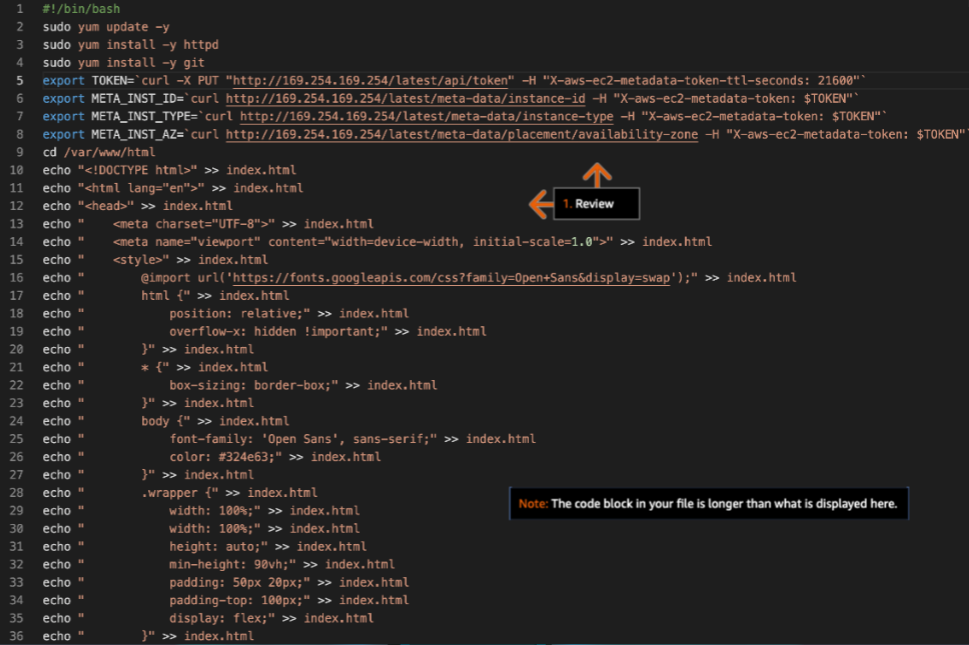 1 #!/bin/bash
2 sudo yum update -y
3 sudo yum install -y httpd
4 sudo yum install -y git
5 export TOKEN=`curl -X PUT "http://169.254.169.254/latest/api/token" -H "X-aws-ec2-metadata-token-ttl-seconds: 21600"`
6 export META_INST_ID=`curl http://169.254.169.254/latest/meta-data/instance-id -H "X-aws-ec2-metadata-token: $TOKEN"`
7 export META_INST_TYPE=`curl http://169.254.169.254/latest/meta-data/instance-type -H "X-aws-ec2-metadata-token: $TOKEN"`
8 export META_INST_AZ=`curl http://169.254.169.254/latest/meta-data/placement/availability-zone -H "X-aws-ec2-metadata-token: $TOKEN"`
9 cd /var/www/html
10 echo "<!DOCTYPE html>" >> index.html
11 echo "<html lang="en">" >> index.html
12 echo "<head>" >> index.html
1. Review
13 echo "    <meta charset="UTF-8">" >> index.html
14 echo "    <meta name="viewport" content="width=device-width, initial-scale=1.0">" >> index.html
15 echo "    <style>" >> index.html
16 echo "        @import url('https://fonts.googleapis.com/css?family=Open+Sans&display=swap');" >> index.html
17 echo "        html {" >> index.html
18 echo "            position: relative;" >> index.html
19 echo "            overflow-x: hidden !important;" >> index.html
20 echo "        }" >> index.html
21 echo "        * {" >> index.html
22 echo "            box-sizing: border-box;" >> index.html
23 echo "        }" >> index.html
24 echo "        body {" >> index.html
25 echo "            font-family: 'Open Sans', sans-serif;" >> index.html
26 echo "            color: #324e63;" >> index.html
27 echo "        }" >> index.html
28 echo "        .wrapper {" >> index.html
29 echo "            width: 100%;" >> index.html
Note: The code block in your file is longer than what is displayed here.
30 echo "            width: 100%;" >> index.html
31 echo "            height: auto;" >> index.html
32 echo "            min-height: 90vh;" >> index.html
33 echo "            padding: 50px 20px;" >> index.html
34 echo "            padding-top: 100px;" >> index.html
35 echo "            display: flex;" >> index.html
36 echo "        }" >> index.html